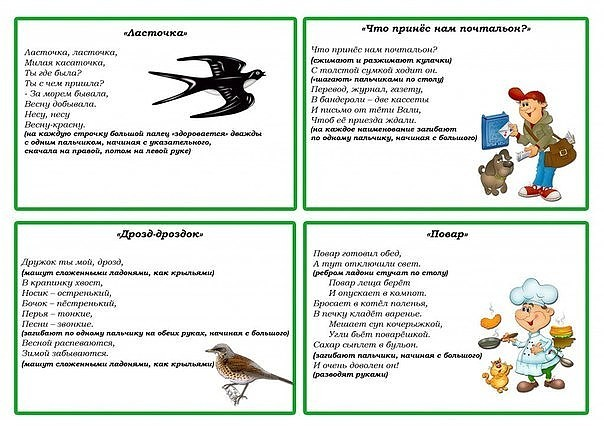 «Ласточка»
Ласточка, ласточка,
Милая касаточка,
Ты где была?
Ты с чем пришла?
- За морем бывала,
Весну добывала.
Несу, несу
Весну-красну.
(на каждую строчку большой палец «здоровается» дважды
с одним пальчиком, начиная с указательного,
сначала на правой, потом на левой руке)
«Что принёс нам почтальон?»
Что принёс нам почтальон?
(сжимают и разжимают кулачки)
С толстой сумкой ходит он.
(«шагают» пальчиками по столу)
Перевод, журнал, газету,
В бандероли – две кассеты
И письмо от тёти Вали,
Чтоб её приезда ждали.
(на каждое наименование загибают
по одному пальчику, начиная с большого)
«Дрозд-дроздок»
Дружок ты мой, дрозд,
(машут сложенными ладонями, как крыльями)
В крапинку хвост,
Носик – остренький,
Бочок – пёстренький,
Перья – тонкие,
Песни – звонкие.
(загибают по одному пальчику на обеих руках, начиная с большого)
Весной распеваются,
Зимой забываются.
(машут сложенными ладонями, как крыльями)
«Повар»
Повар готовил обед,
А тут отключили свет.
(ребром ладони стучат по столу)
Повар леща берёт
И опускает в компот.
Бросает в котёл поленья,
В печку кладёт варенье.
Мешает суп кочерыжкой,
Угли бьёт поварёшкой.
Сахар сыплет в бульон.
(загибают пальчики, начиная с большого)
И очень доволен он!
(разводят руками)